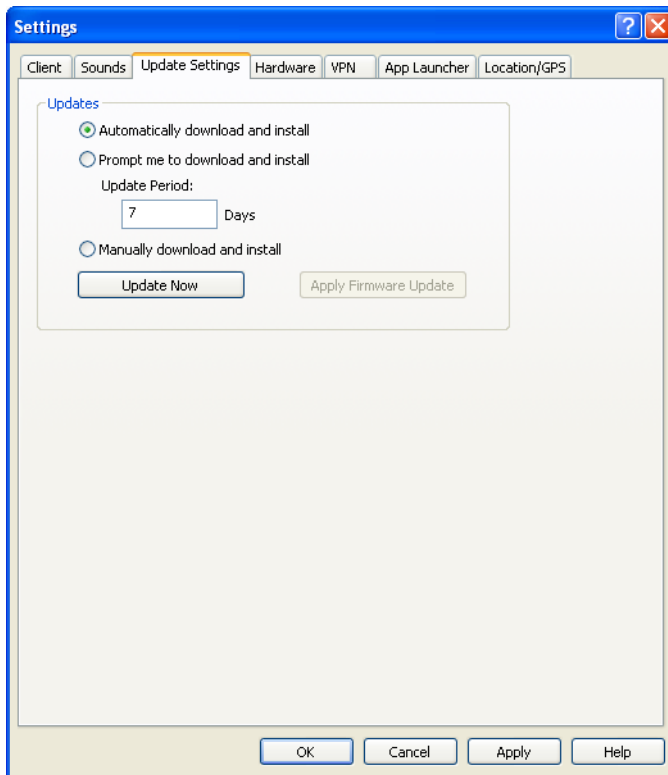 Settings
Client Sounds Update Settings Hardware VPN App Launcher Location/GPS
Updates
Automatically download and install
Prompt me to download and install
Update Period:
7 Days
Manually download and install
Update Now Apply Firmware Update
OK Cancel Apply Help